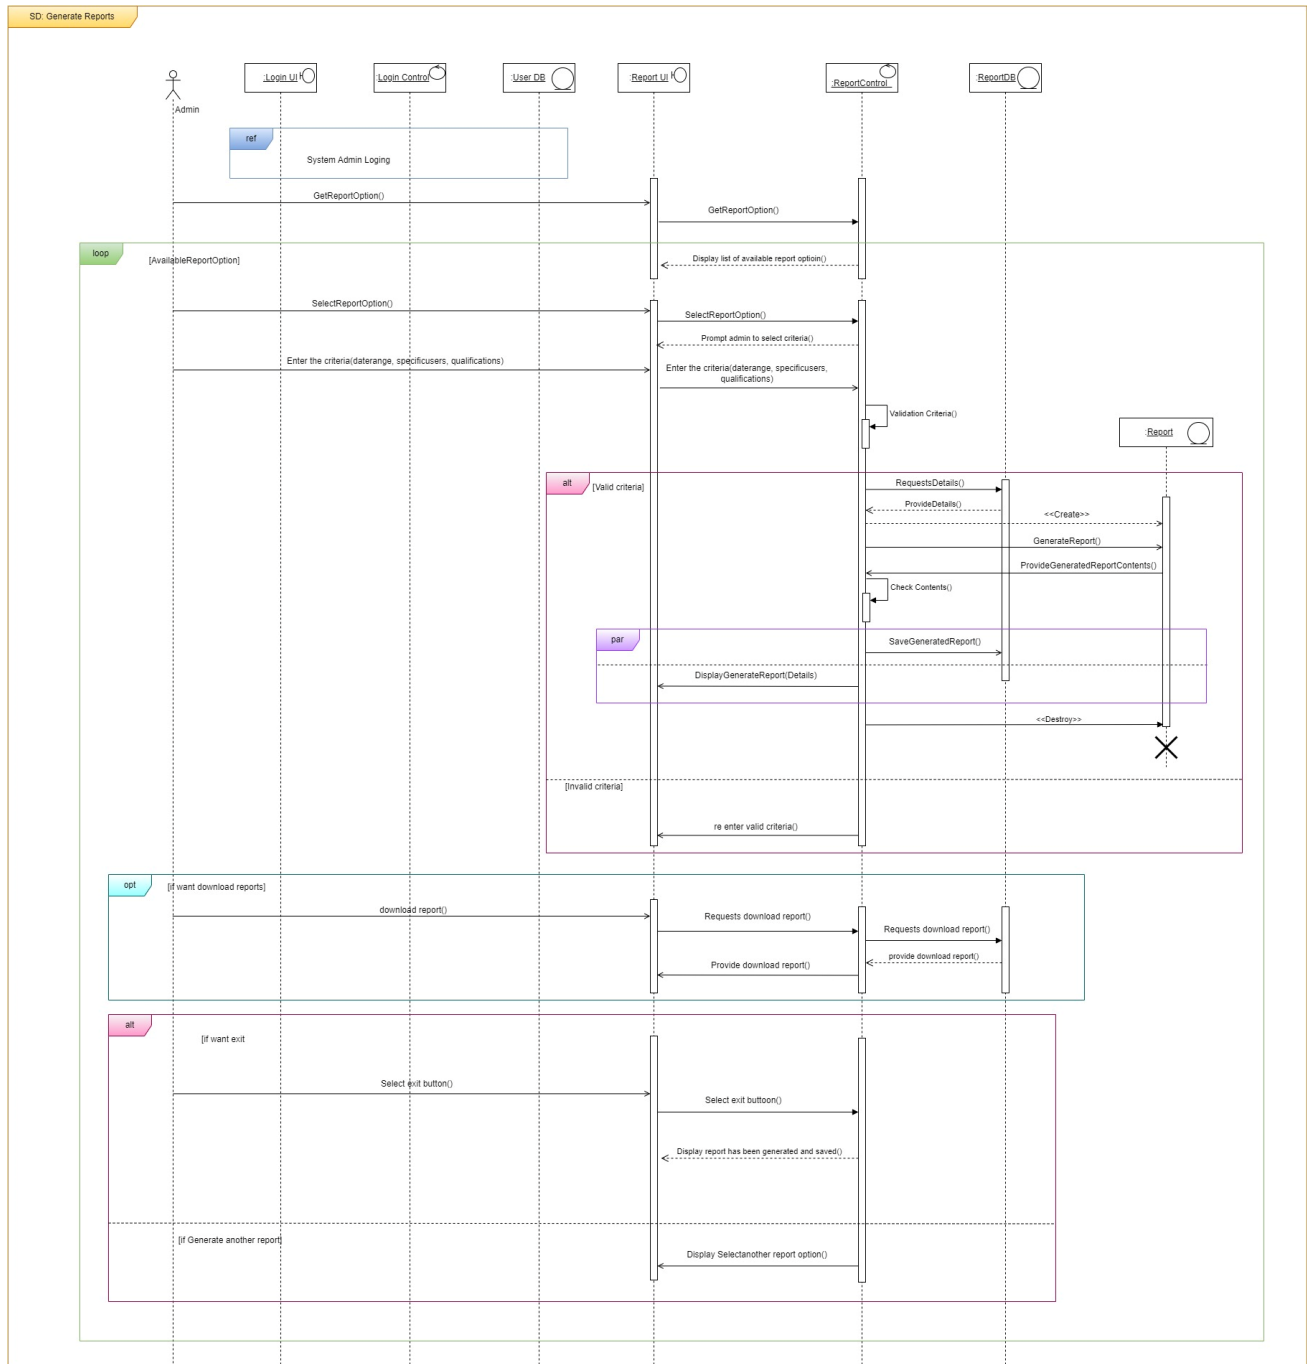 SD: Generate Reports
:Login UI
:Login Control
:User DB
:Report UI
:ReportControl
:ReportDB
Admin
ref
System Admin Loging
GetReportOption()
GetReportOption()
loop
[AvailableReportOption]
Display list of available report optioin()
SelectReportOption()
SelectReportOption()
Prompt admin to select criteria()
Enter the criteria(daterange, specificusers, qualifications)
Enter the criteria(daterange, specificusers,
qualifications)
Validation Criteria()
:Report
alt
[Valid criteria]
RequestsDetails()
ProvideDetails()
<<Create>>
GenerateReport()
ProvideGeneratedReportContents()
Check Contents()
par
SaveGeneratedReport()
DisplayGenerateReport(Details)
<<Destroy>>
[Invalid criteria]
re enter valid criteria()
opt
[if want download reports]
download report()
Requests download report()
Requests download report()
provide download report()
Provide download report()
alt
[if want exit
Select exit button()
Select exit buttoon()
Display report has been generated and saved()
[if Generate another report]
Display Selectanother report option()